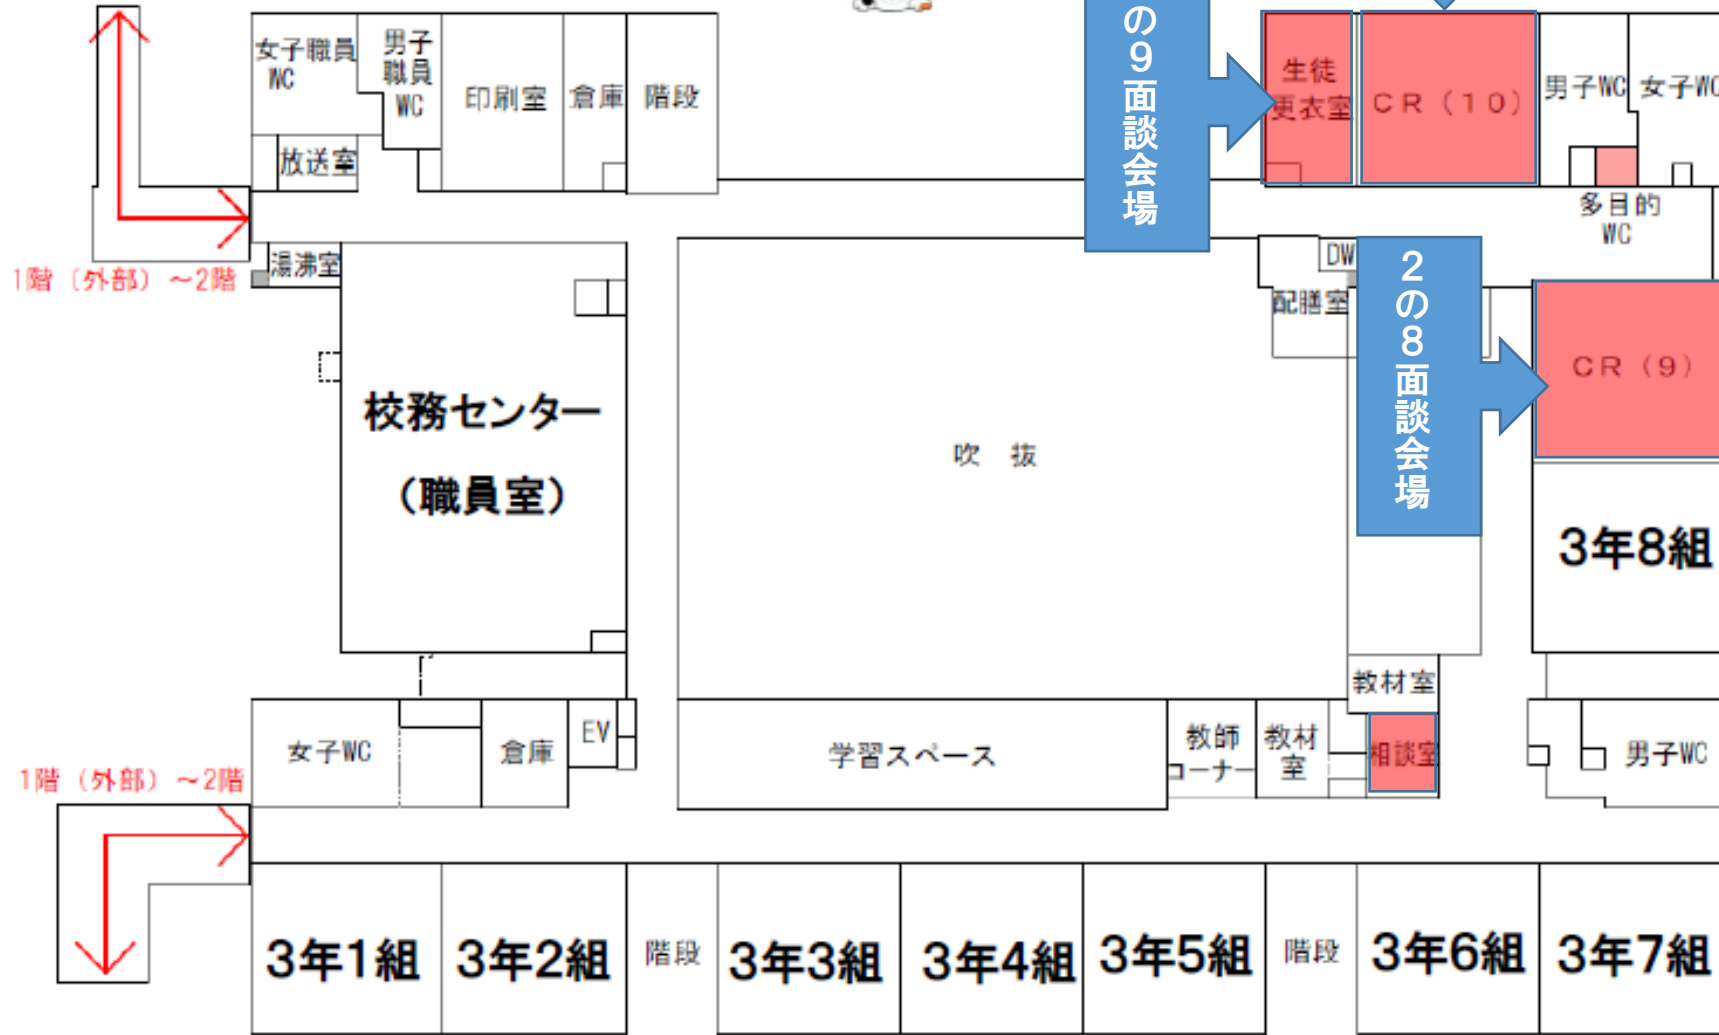 女子職員
WC
男子
職員
WC
印刷室
倉庫
階段
放送室
の9面談会場
生徒
更衣室
CR(10)
男子WC
女子WC
多目的
WC
1階(外部)~2階
湯沸室
校務センター
(職員室)
吹 抜
DW
配膳室
2の8面談会場
CR(9)
3年8組
教材室
相談室
女子WC
倉庫
EV
学習スペース
教師
コーナー
教材
室
男子WC
1階(外部)~2階
3年1組
3年2組
階段
3年3組
3年4組
3年5組
階段
3年6組
3年7組